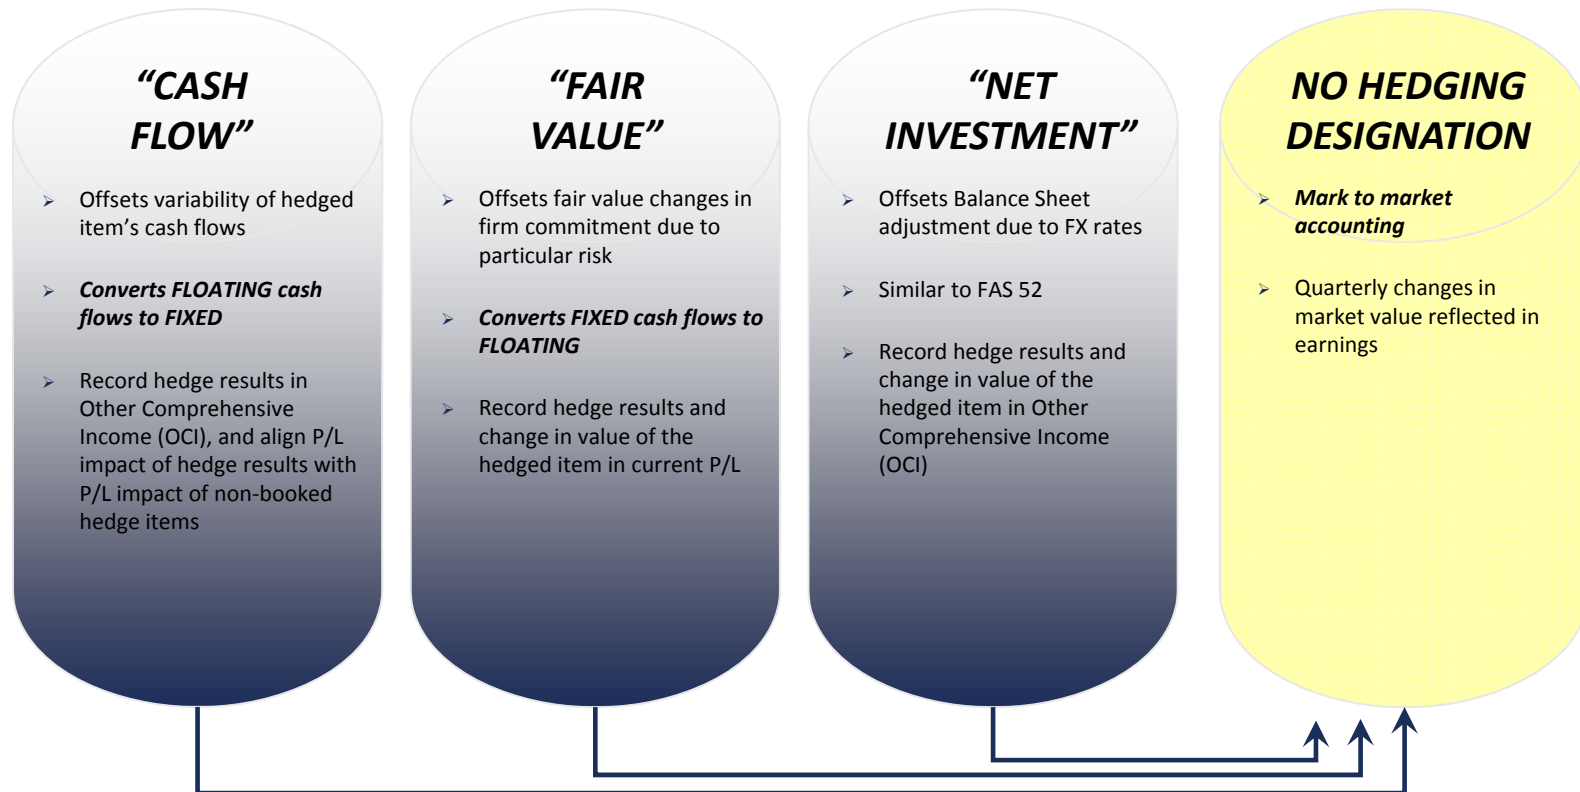 “CASH
FLOW”
➢ Offsets variability of hedged
item’s cash flows
➢ Converts FLOATING cash
flows to FIXED
➢ Record hedge results in
Other Comprehensive
Income (OCI), and align P/L
impact of hedge results with
P/L impact of non-booked
hedge items
“FAIR
VALUE”
➢ Offsets fair value changes in
firm commitment due to
particular risk
➢ Converts FIXED cash flows to
FLOATING
➢ Record hedge results and
change in value of the
hedged item in current P/L
“NET
INVESTMENT”
➢ Offsets Balance Sheet
adjustment due to FX rates
➢ Similar to FAS 52
➢ Record hedge results and
change in value of the
hedged item in Other
Comprehensive Income
(OCI)
NO HEDGING
DESIGNATION
➢ Mark to market
accounting
➢ Quarterly changes in
market value reflected in
earnings